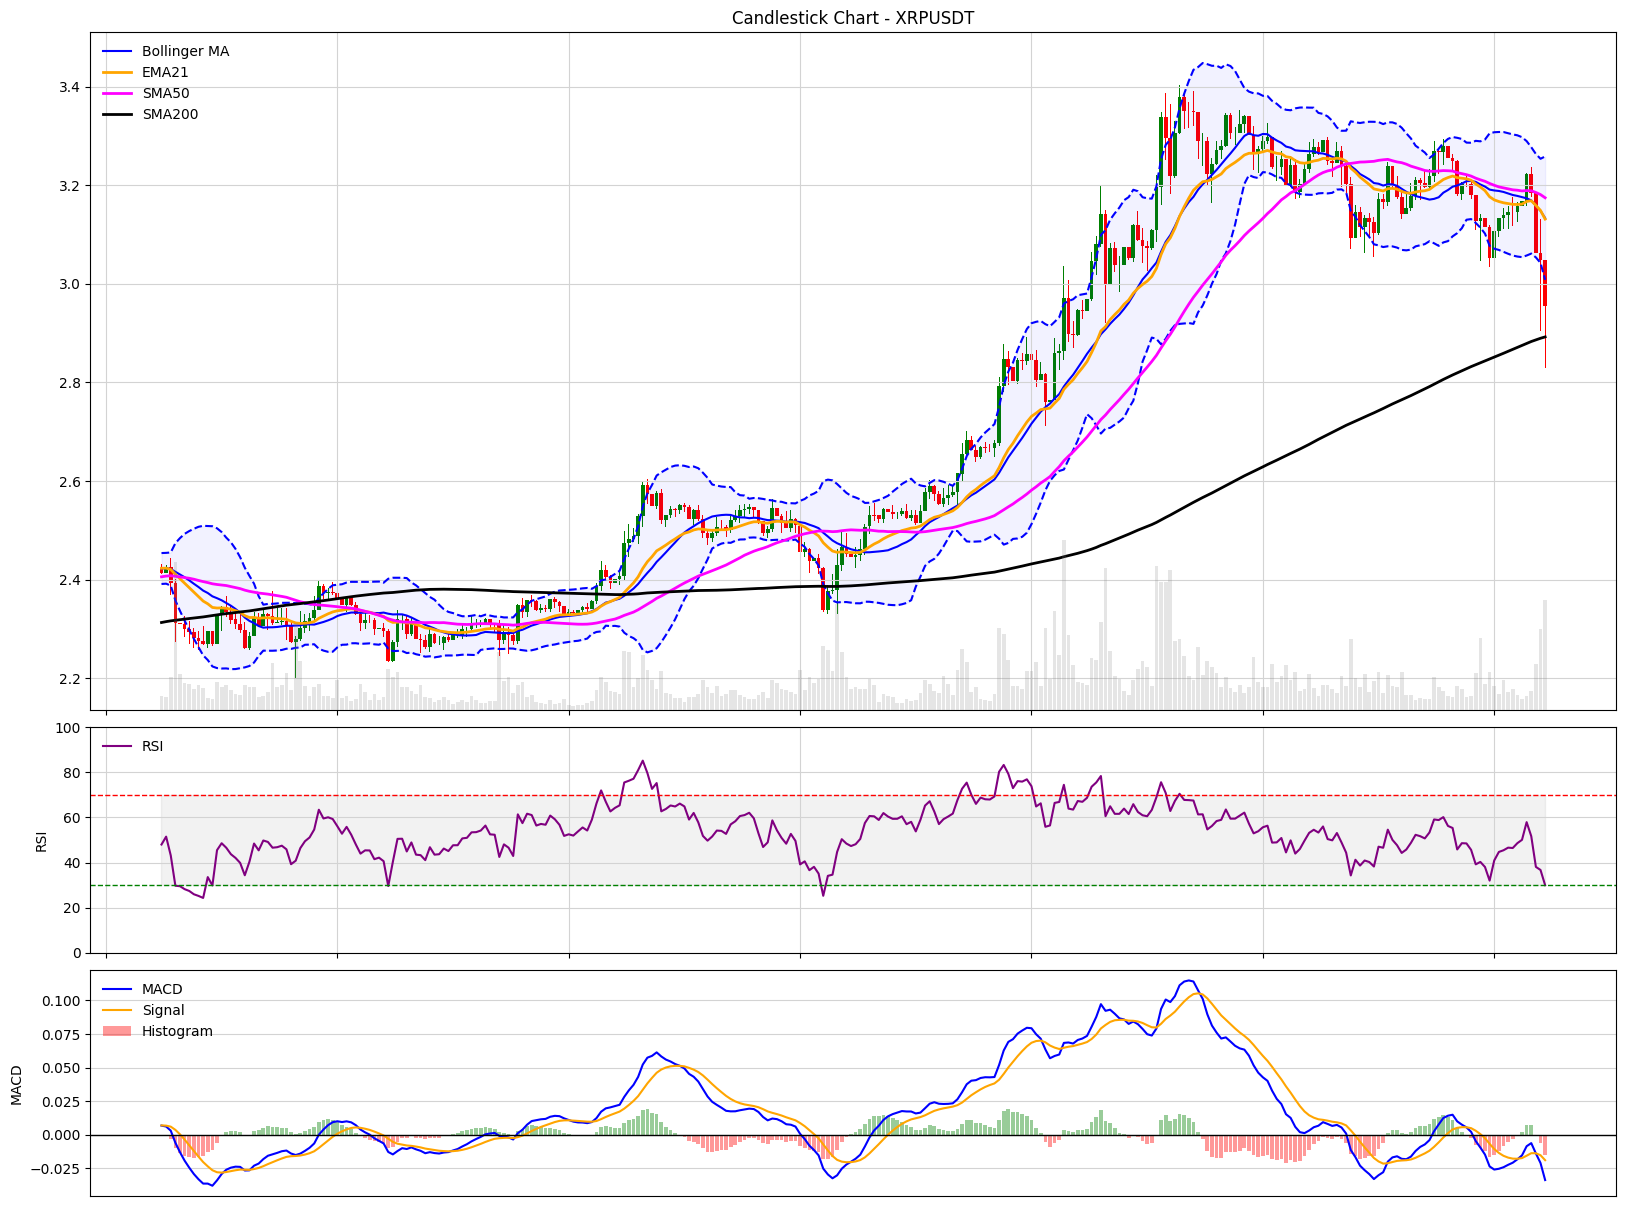 Candlestick Chart - XRPUSDT
Bollinger MA
EMA21
SMA50
SMA200
3.4
3.2
3.0
2.8
2.6
2.4
2.2
RSI
100
80
60
40
20
0
RSI
MACD
Signal
Histogram
0.100
0.075
0.050
0.025
0.000
−0.025
MACD